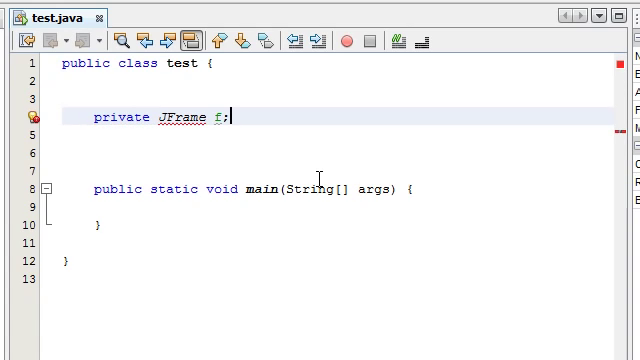 test.java
1 public class test {
2
3
private JFrame f;
5
6
7
8 public static void main(String[] args) {
9
10 }
11
12 }
13